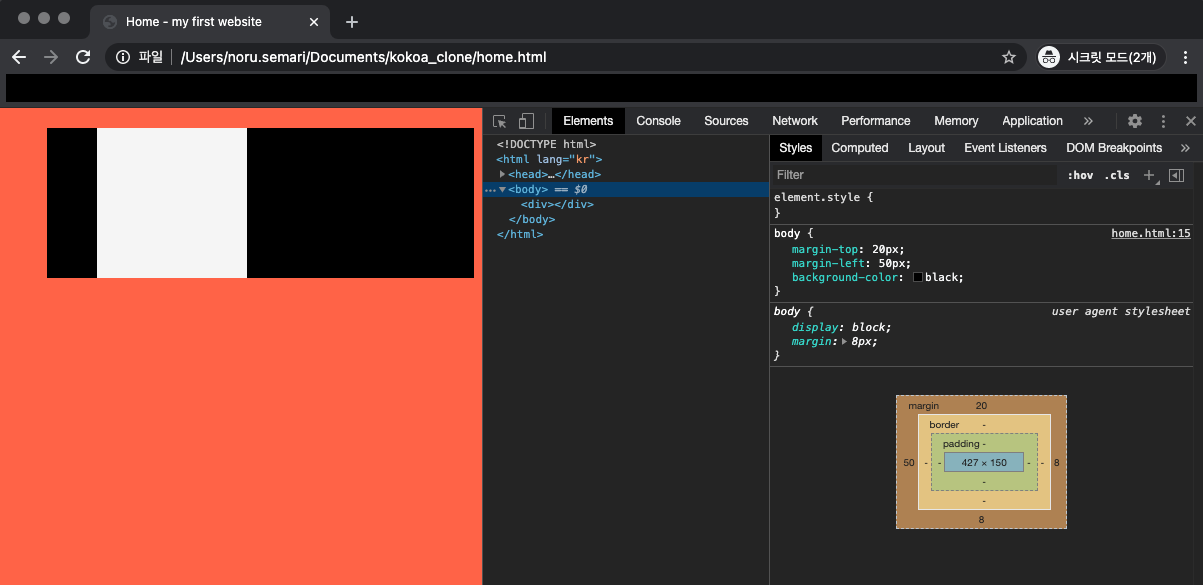 Home - my first website
파일 /Users/noru.semari/Documents/kokoa_clone/home.html 시크릿 모드(2개)
Elements Console Sources Network Performance Memory Application »
<!DOCTYPE html>
<html lang="kr">
<head>…</head>
<body> == $0
<div></div>
</body>
</html>
Styles Computed Layout Event Listeners DOM Breakpoints »
Filter :hov .cls
element.style {
}
body { home.html:15
margin-top: 20px;
margin-left: 50px;
background-color: black;
}
body { user agent stylesheet
display: block;
margin: 8px;
}
margin 20
border -
padding -
50 - - 427 × 150 - - 8
-
-
8